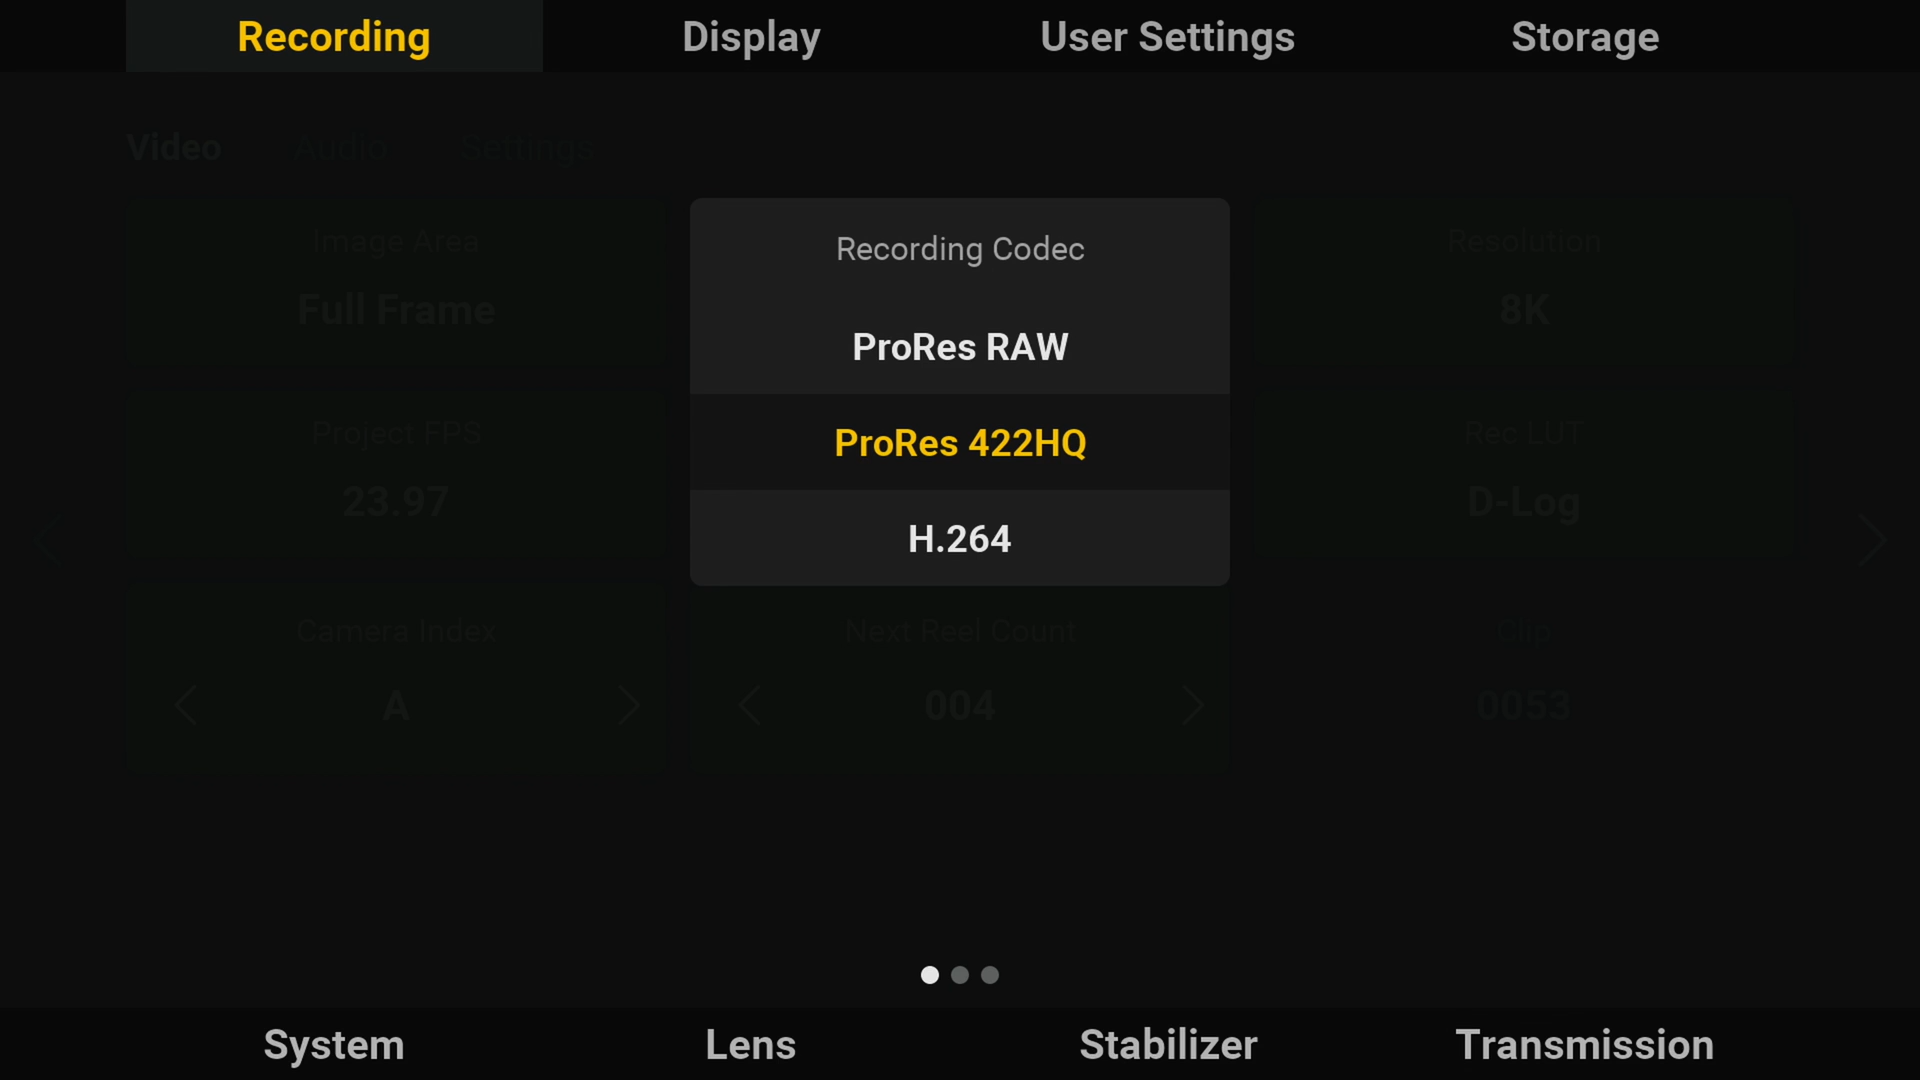 Recording Display User Settings Storage
Video Audio Settings
Image Area
Full Frame
Recording Codec
ProRes RAW
ProRes 422HQ
H.264
Resolution
8K
Project FPS
23.97
Rec LUT
D-Log
Camera Index
A
Next Reel Count
004
Clip
0053
System Lens Stabilizer Transmission